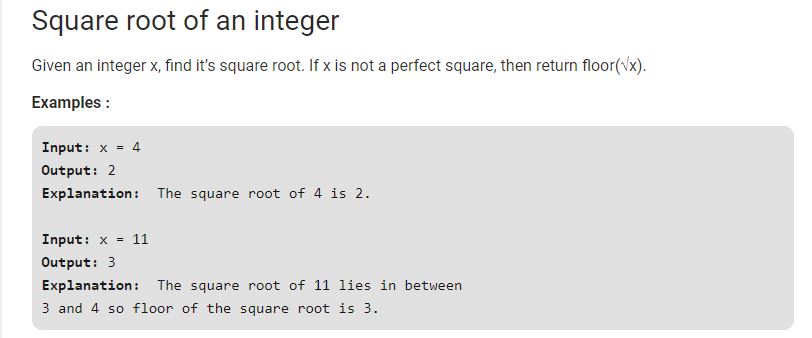 Square root of an integer
Given an integer x, find it’s square root. If x is not a perfect square, then return floor(√x).
Examples :
Input: x = 4
Output: 2
Explanation:  The square root of 4 is 2.
Input: x = 11
Output: 3
Explanation:  The square root of 11 lies in between
3 and 4 so floor of the square root is 3.